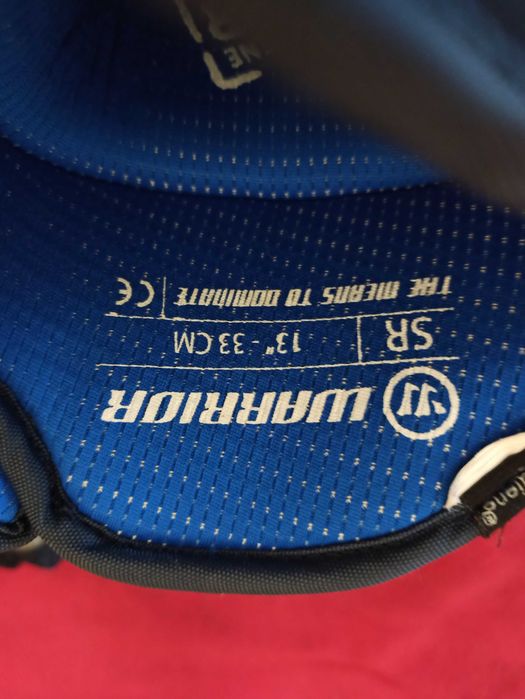 WARRIOR
SR 13" - 33 CM
THE MEANS TO DOMINATE CE